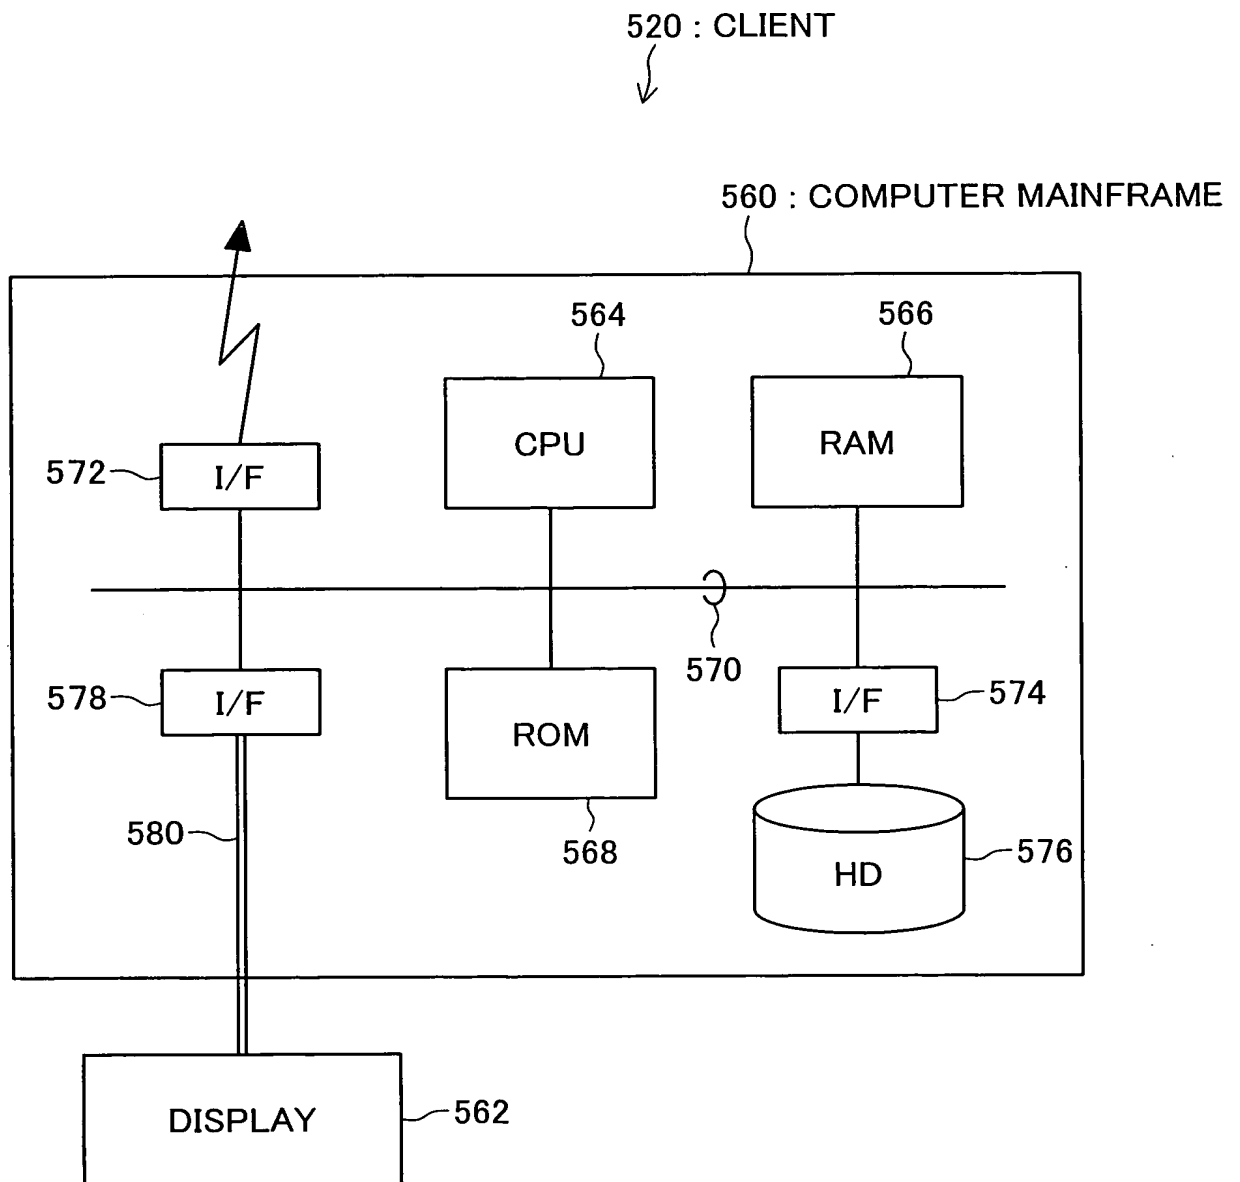 520 : CLIENT
560 : COMPUTER MAINFRAME
564
566
CPU
RAM
572
I/F
570
578
I/F
ROM
I/F
574
580
568
HD
576
DISPLAY
562